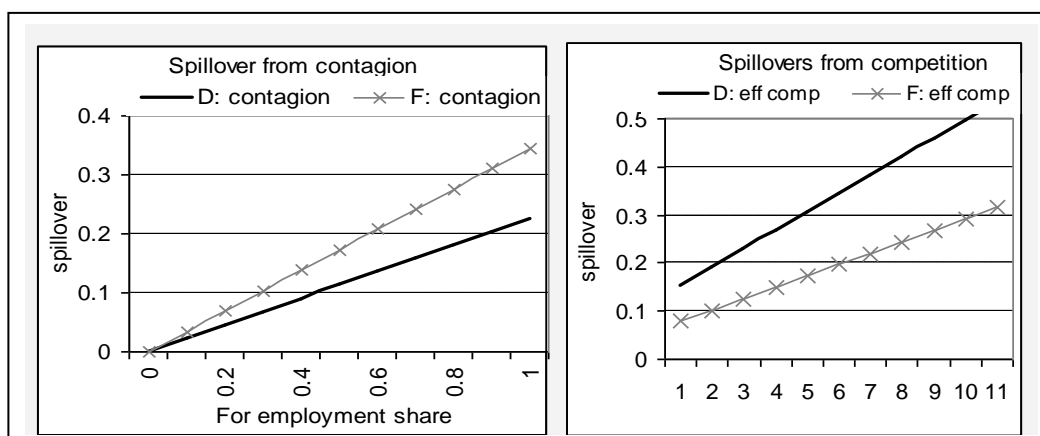 Spillover from contagion
D: contagion F: contagion
0.4
0.3
0.2
0.1
0
spillover
0 0.2 0.4 0.6 0.8 1
For employment share
Spillovers from competition
D: eff comp F: eff comp
0.5
0.4
0.3
0.2
0.1
0
spillover
1 2 3 4 5 6 7 8 9 10 11